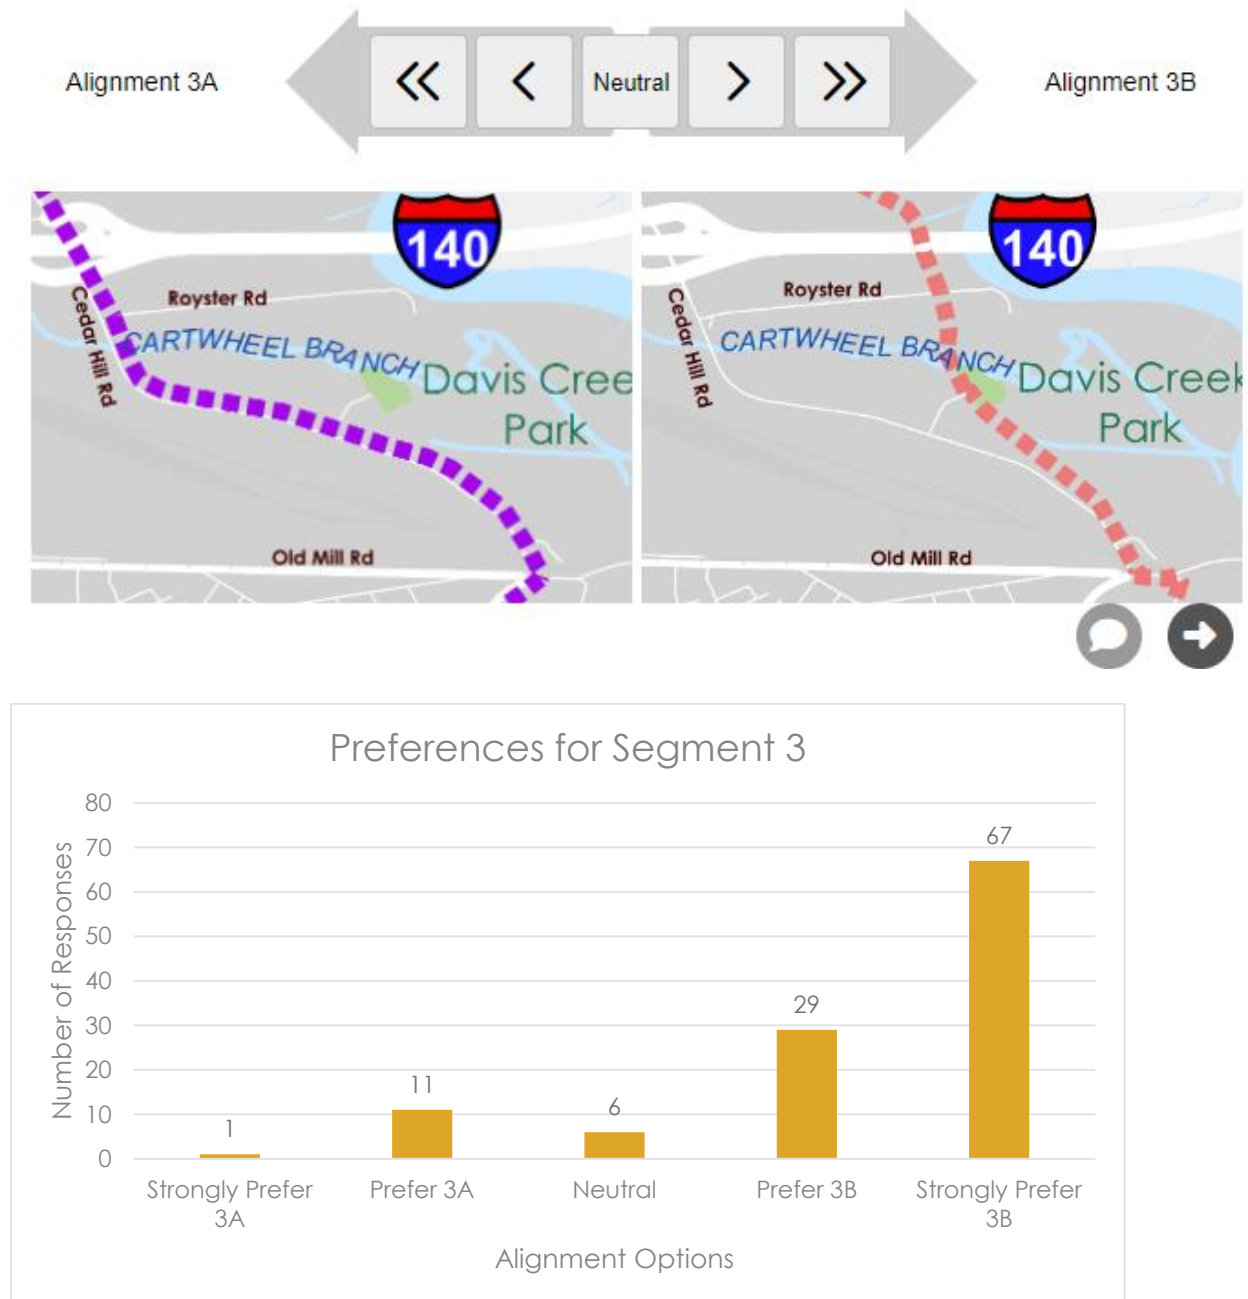 Alignment 3A
Neutral
Alignment 3B
140
Royster Rd
Cedar Hill Rd
CARTWHEEL BRANCH
Davis Cree
Park
Old Mill Rd
140
Royster Rd
Cedar Hill Rd
CARTWHEEL BRANCH
Davis Creek
Park
Old Mill Rd
Preferences for Segment 3
Number of Responses
80
70
60
50
40
30
20
10
0
1
11
6
29
67
Strongly Prefer
3A
Prefer 3A
Neutral
Prefer 3B
Strongly Prefer
3B
Alignment Options